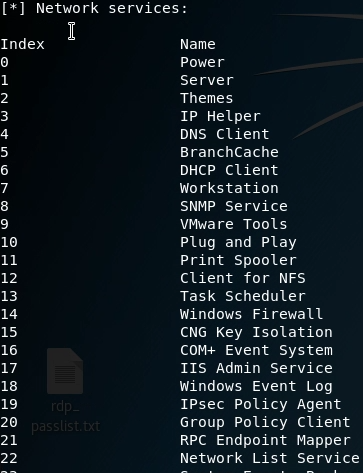 [*] Network services:
Index Name
0 Power
1 Server
2 Themes
3 IP Helper
4 DNS Client
5 BranchCache
6 DHCP Client
7 Workstation
8 SNMP Service
9 VMware Tools
10 Plug and Play
11 Print Spooler
12 Client for NFS
13 Task Scheduler
14 Windows Firewall
15 CNG Key Isolation
16 COM+ Event System
17 IIS Admin Service
18 Windows Event Log
19 IPsec Policy Agent
20 Group Policy Client
21 RPC Endpoint Mapper
22 Network List Service
rdp_
passlist.txt